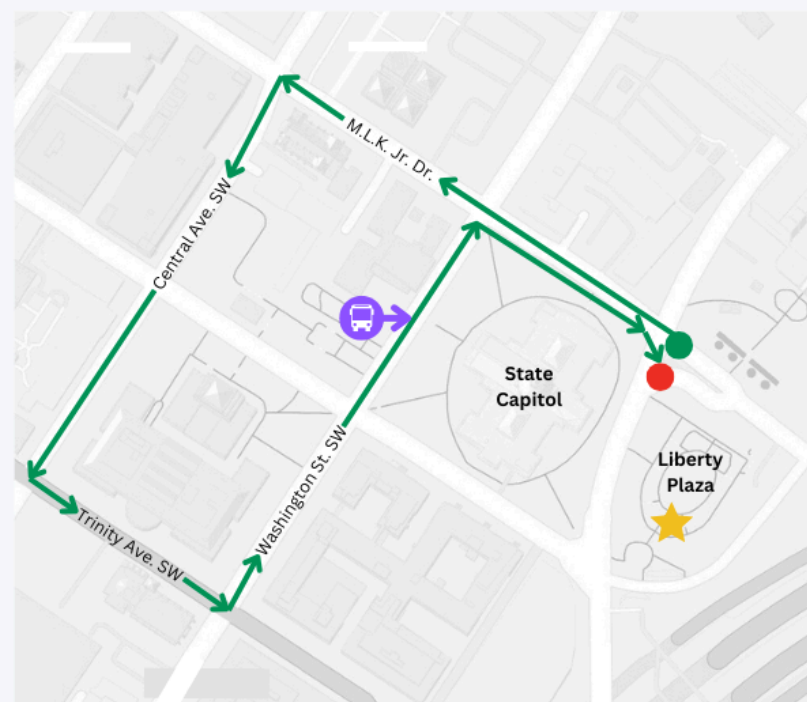 M.L.K. Jr. Dr.
Central Ave. SW
State
Capitol
Washington St. SW
Liberty
Plaza
Trinity Ave. SW